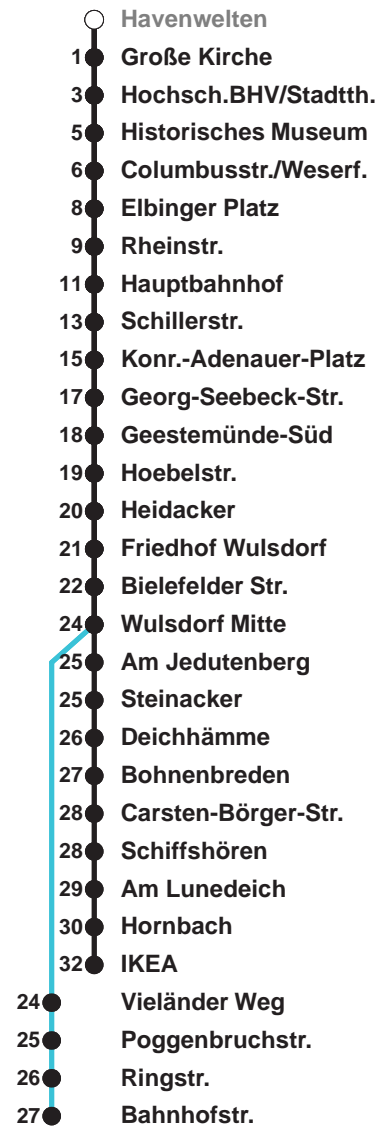 Havenwelten
1 Große Kirche
3 Hochsch.BHV/Stadtth.
5 Historisches Museum
6 Columbusstr./Weserf.
8 Elbinger Platz
9 Rheinstr.
11 Hauptbahnhof
13 Schillerstr.
15 Konr.-Adenauer-Platz
17 Georg-Seebeck-Str.
18 Geestemünde-Süd
19 Hoebelstr.
20 Heidacker
21 Friedhof Wulsdorf
22 Bielefelder Str.
24 Wulsdorf Mitte
25 Am Jedutenberg
25 Steinacker
26 Deichhämme
27 Bohnenbreden
28 Carsten-Börger-Str.
28 Schiffshören
29 Am Lunedeich
30 Hornbach
32 IKEA
24 Vieländer Weg
25 Poggenbruchstr.
26 Ringstr.
27 Bahnhofstr.